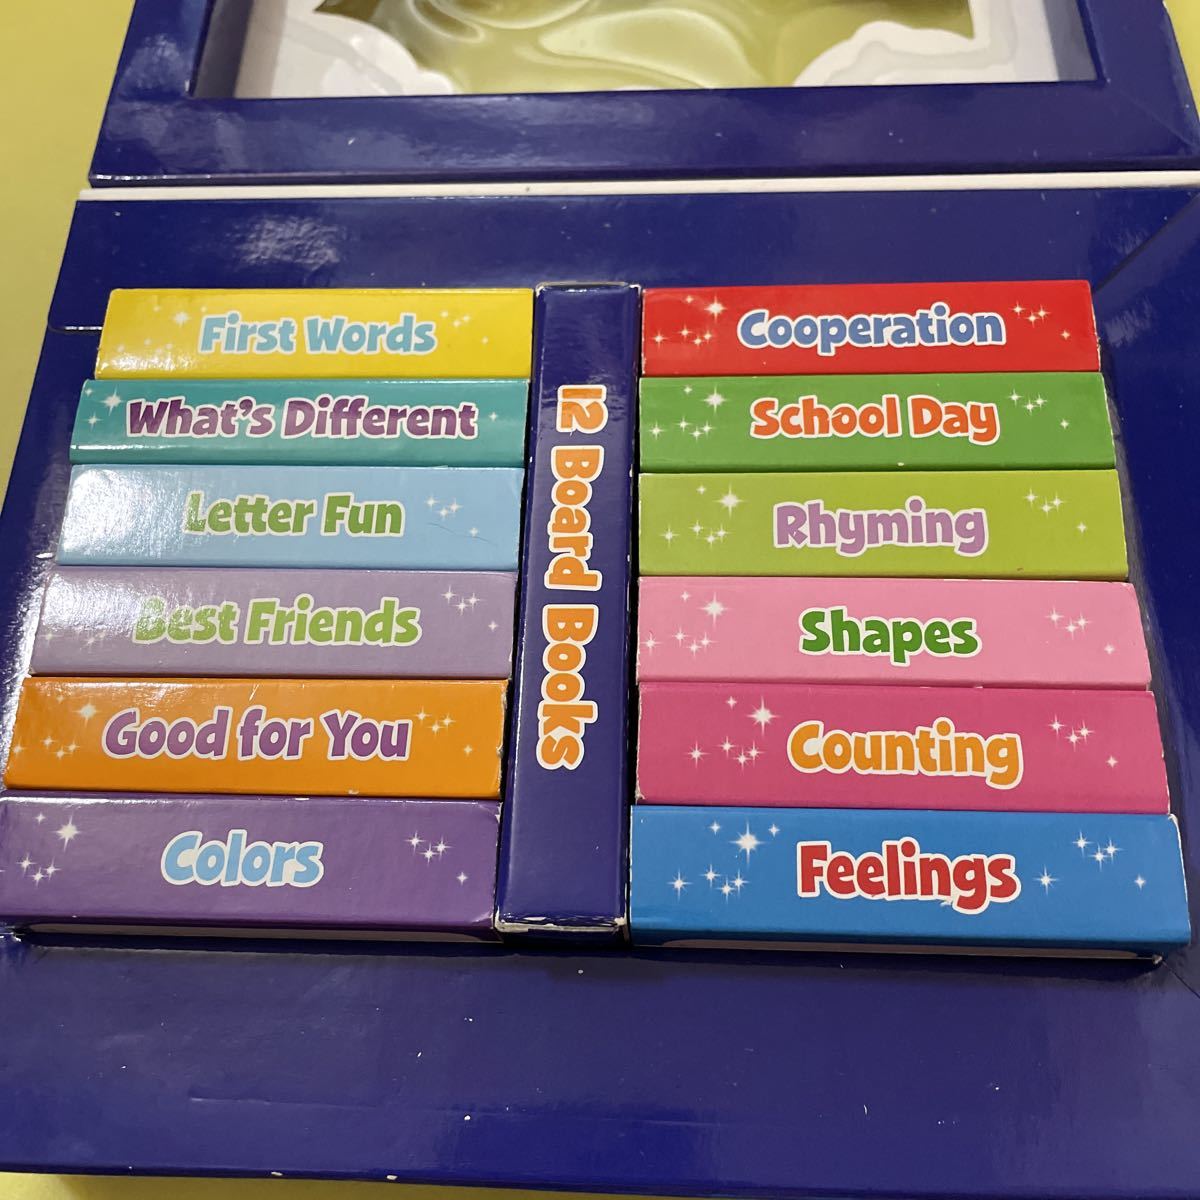 First Words
What's Different
Letter Fun
Best Friends
Good for You
Colors
12 Board Books
Cooperation
School Day
Rhyming
Shapes
Counting
Feelings